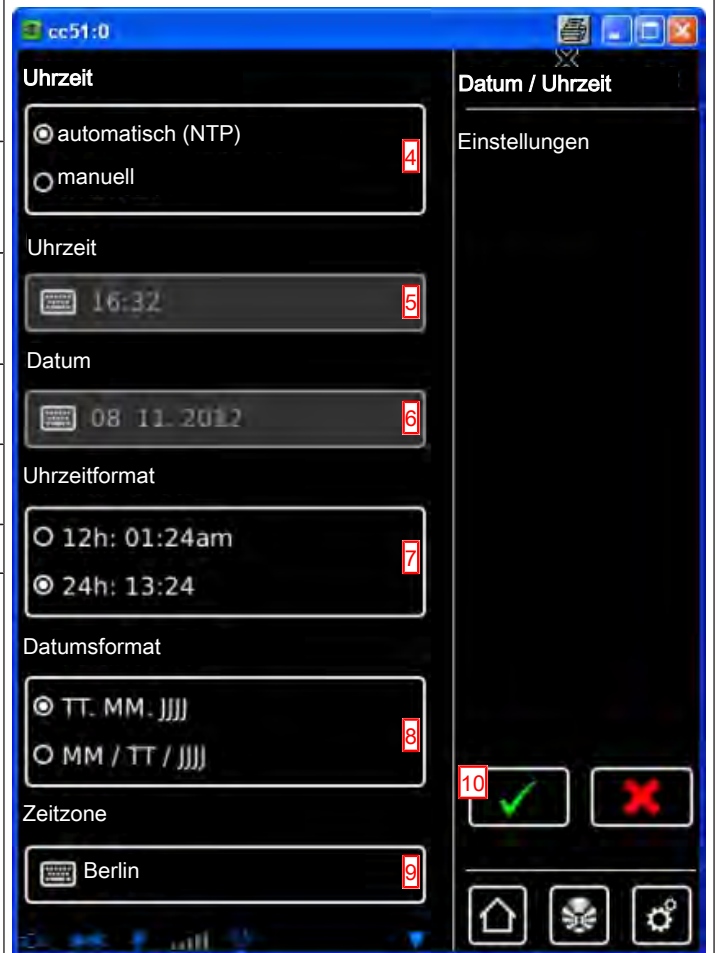 cc51:0
Uhrzeit
automatisch (NTP)
manuell
4
Uhrzeit
16:32
5
Datum
08 11. 2012
6
Uhrzeitformat
12h: 01:24am
24h: 13:24
7
Datumsformat
TT. MM. JJJJ
MM / TT / JJJJ
8
Zeitzone
Berlin
9
Datum / Uhrzeit
Einstellungen
10